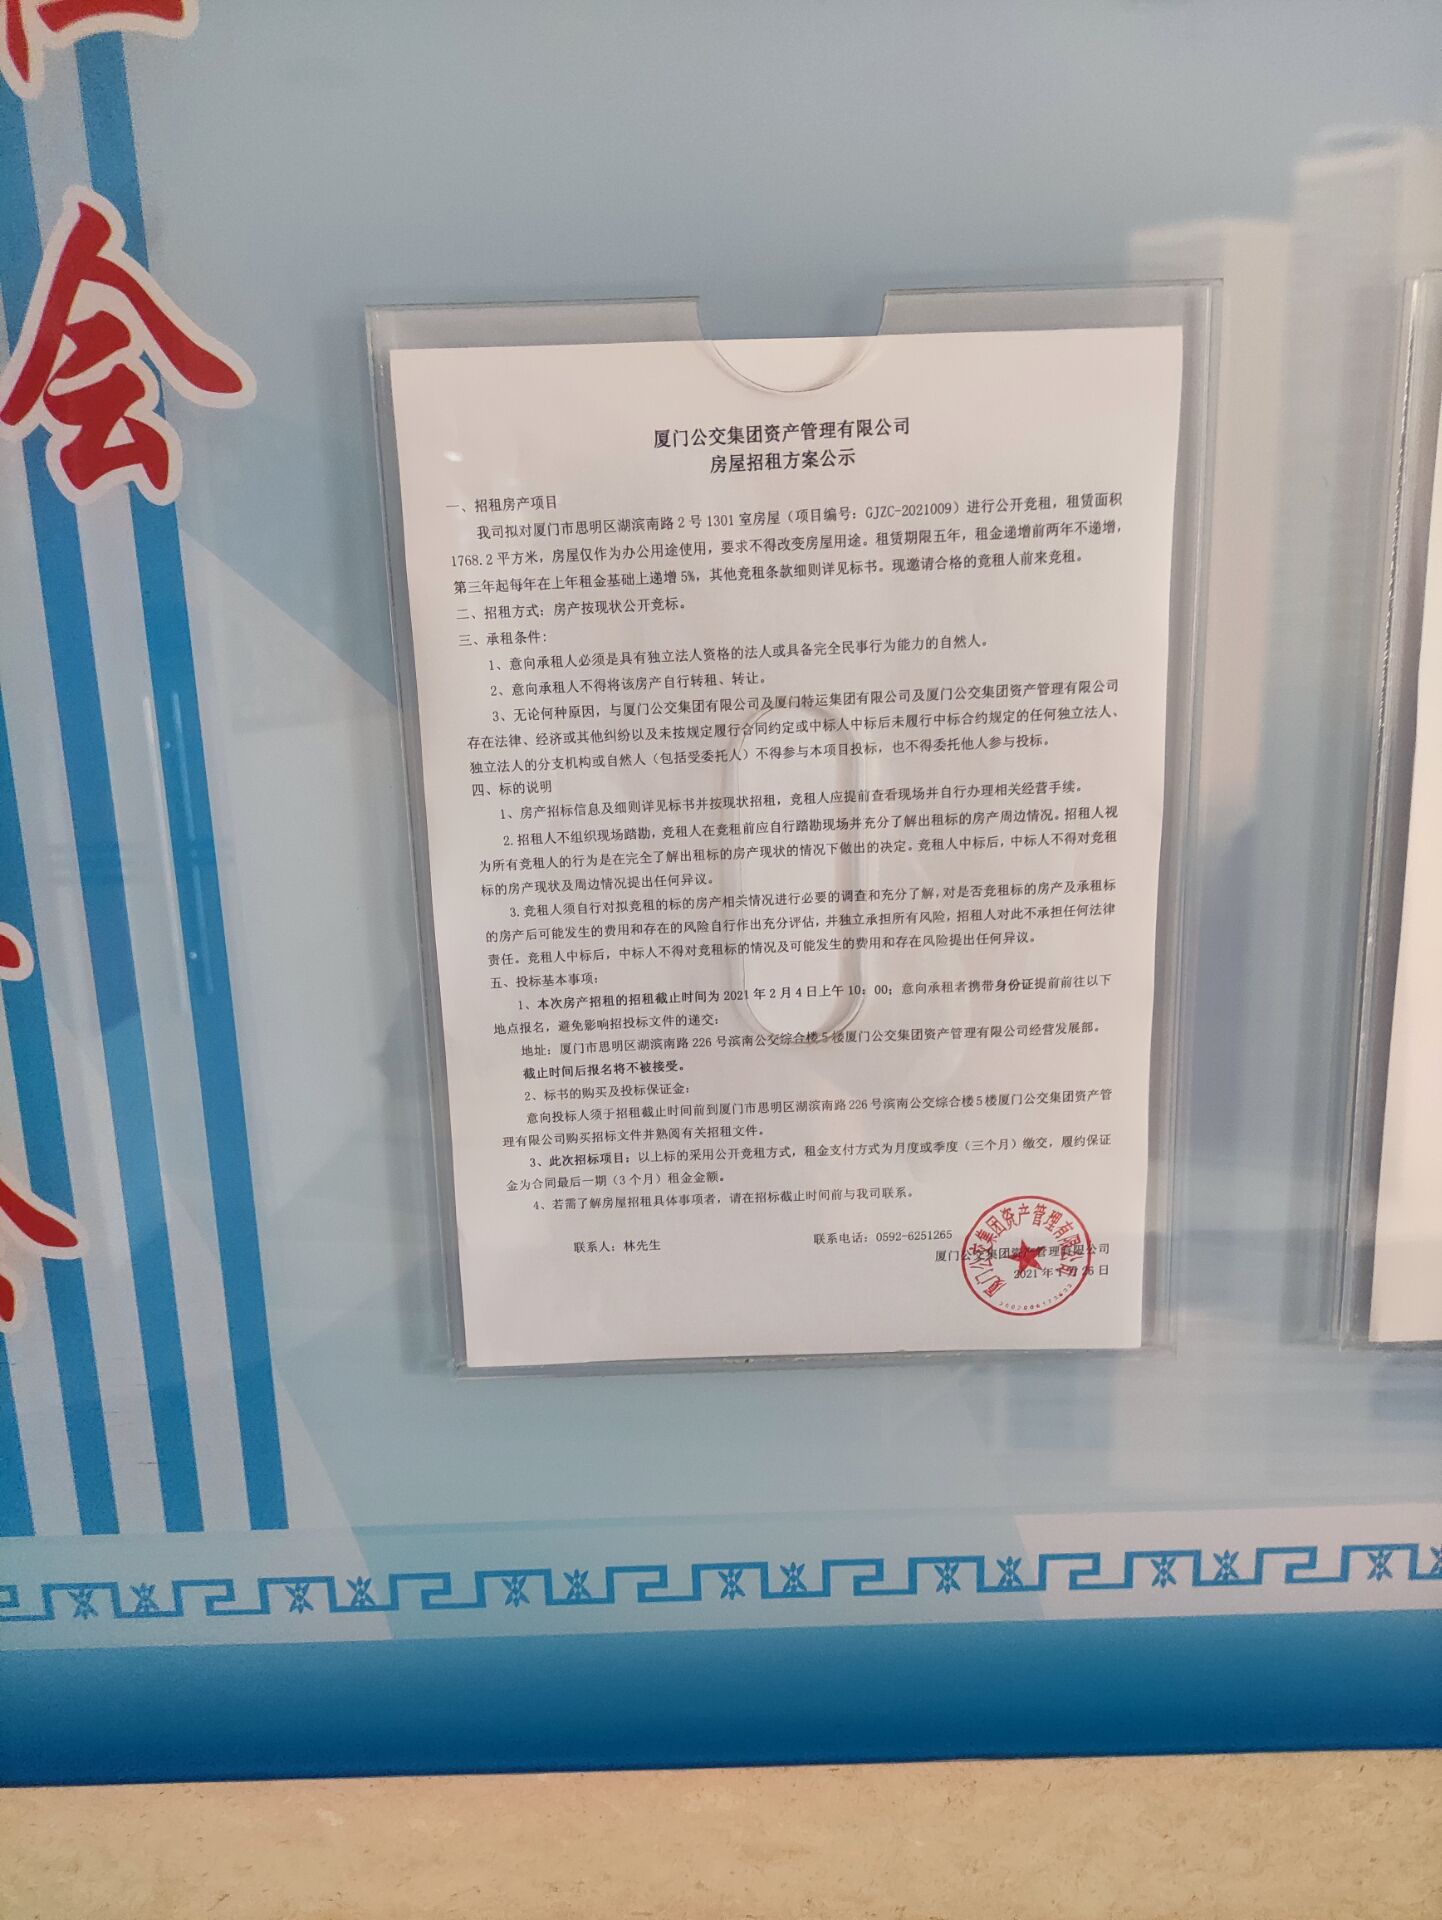 会
厦门公交集团资产管理有限公司
房屋招租方案公示
一、招租房产项目
我司拟对厦门市思明区湖滨南路2号1301室房屋（项目编号：GJZC-2021009）进行公开竞租，租赁面积
1768.2平方米，房屋仅作为办公用途使用，要求不得改变房屋用途。租赁期限五年，租金递增前两年不递增，
第三年起每年在上年租金基础上递增5%，其他竞租条款细则详见标书。现邀请合格的竞租人前来竞租。
二、招租方式：房产按现状公开竞标。
三、承租条件：
1、意向承租人必须是具有独立法人资格的法人或具备完全民事行为能力的自然人。
2、意向承租人不得将该房产自行转租、转让。
3、无论何种原因，与厦门公交集团有限公司及厦门特运集团有限公司及厦门公交集团资产管理有限公司
存在法律、经济或其他纠纷以及未按规定履行合同约定或中标人中标后未履行中标合约规定的任何独立法人、
独立法人的分支机构或自然人（包括受委托人）不得参与本项目投标，也不得委托他人参与投标。
四、标的说明
1、房产招标信息及细则详见标书并按现状招租，竞租人应提前查看现场并自行办理相关经营手续。
2.招租人不组织现场踏勘，竞租人在竞租前应自行踏勘现场并充分了解出租标的房产周边情况。招租人视
为所有竞租人的行为是在完全了解出租标的房产现状的情况下做出的决定。竞租人中标后，中标人不得对竞租
标的房产现状及周边情况提出任何异议。
3.竞租人须自行对拟竞租的标的房产相关情况进行必要的调查和充分了解，对是否竞租标的房产及承租标
的房产后可能发生的费用和存在的风险自行作出充分评估，并独立承担所有风险，招租人对此不承担任何法律
责任。竞租人中标后，中标人不得对竞租标的情况及可能发生的费用和存在风险提出任何异议。
五、投标基本事项：
1、本次房产招租的招租截止时间为2021年2月4日上午10：00；意向承租者携带身份证提前前往以下
地点报名，避免影响招投标文件的递交；
地址：厦门市思明区湖滨南路226号滨南公交综合楼5楼厦门公交集团资产管理有限公司经营发展部。
截止时间后报名将不被接受。
2、标书的购买及投标保证金：
意向投标人须于招租截止时间前到厦门市思明区湖滨南路226号滨南公交综合楼5楼厦门公交集团资产管
理有限公司购买招标文件并熟阅有关招租文件。
3、此次招标项目：以上标的采用公开竞租方式，租金支付方式为月度或季度（三个月）缴交，履约保证
金为合同最后一期（3个月）租金金额。
4、若需了解房屋招租具体事项者，请在招标截止时间前与我司联系。
联系人：林先生
联系电话：0592-6251265
厦门公交集团资产管理有限公司
2021年1月26日
厦门公交集团资产管理有限公司